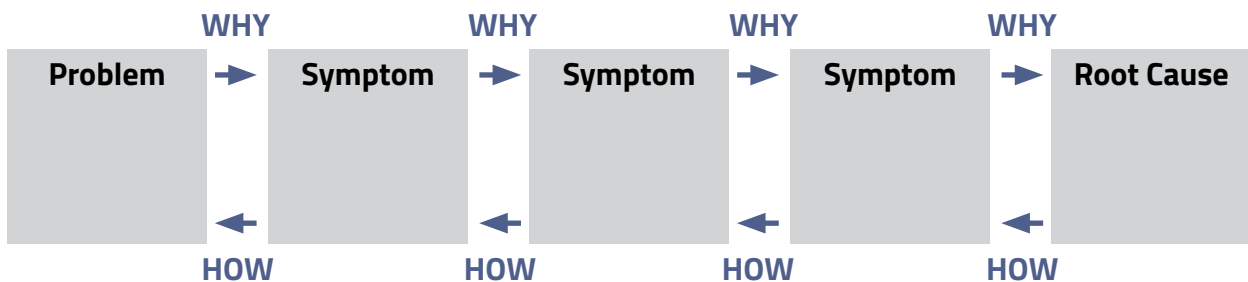 WHY WHY WHY WHY
Problem Symptom Symptom Symptom Root Cause
HOW HOW HOW HOW